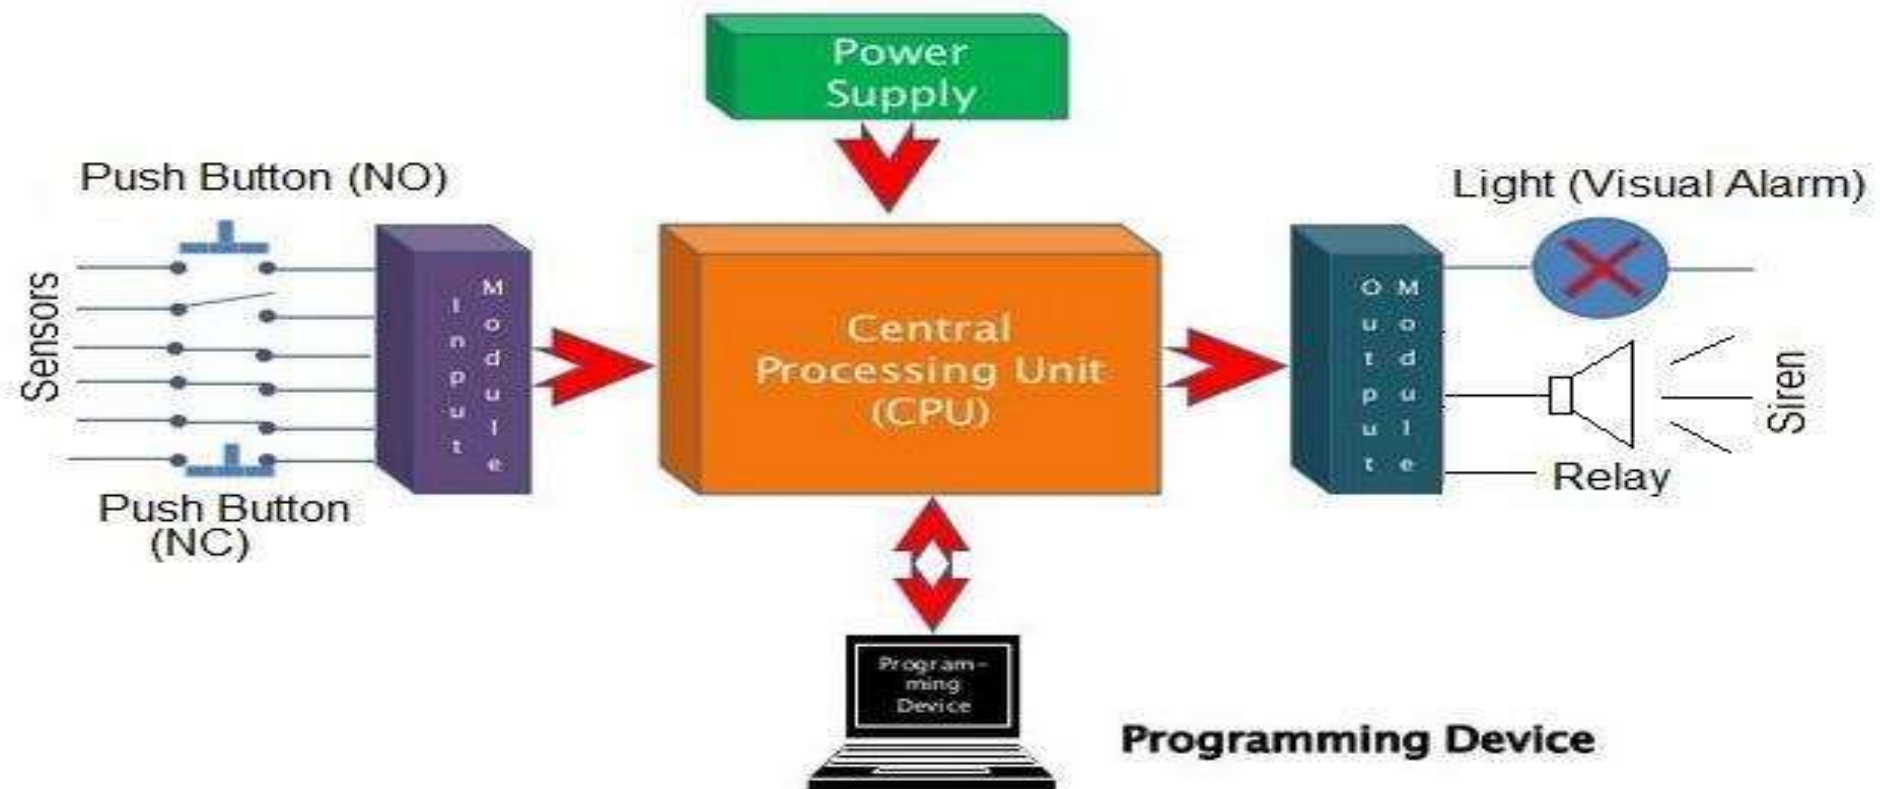 Power
Supply
Push Button (NO)
Light (Visual Alarm)
Sensors
Input
Module
Central
Processing Unit
(CPU)
Output
Module
Siren
Relay
Push Button
(NC)
Program-
ming
Device
Programming Device